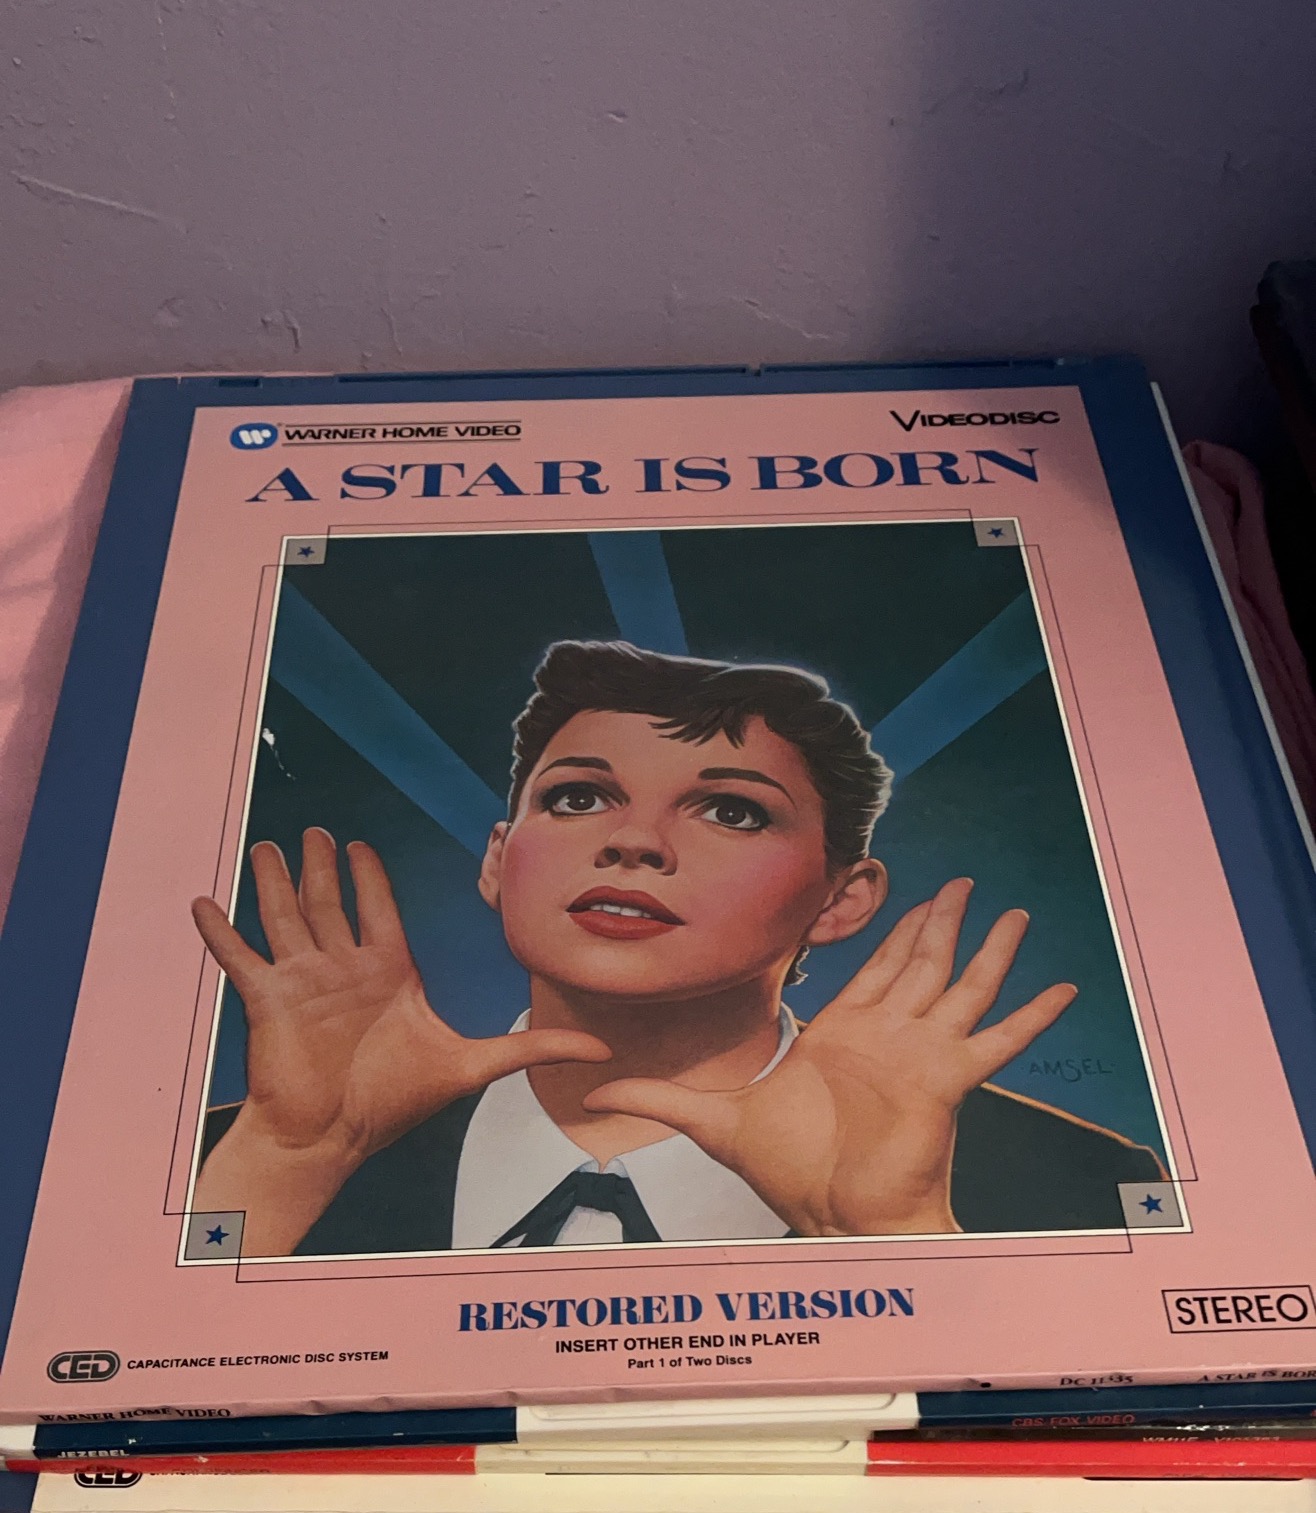 WARNER HOME VIDEO
VIDEODISC
A STAR IS BORN
AMSEL
RESTORED VERSION
INSERT OTHER END IN PLAYER
Part 1 of Two Discs
STEREO
CED CAPACITANCE ELECTRONIC DISC SYSTEM
A STAR IS BOR
WARNER HOME VIDEO
CBS FOX VIDEO
JEZEBEL
CED